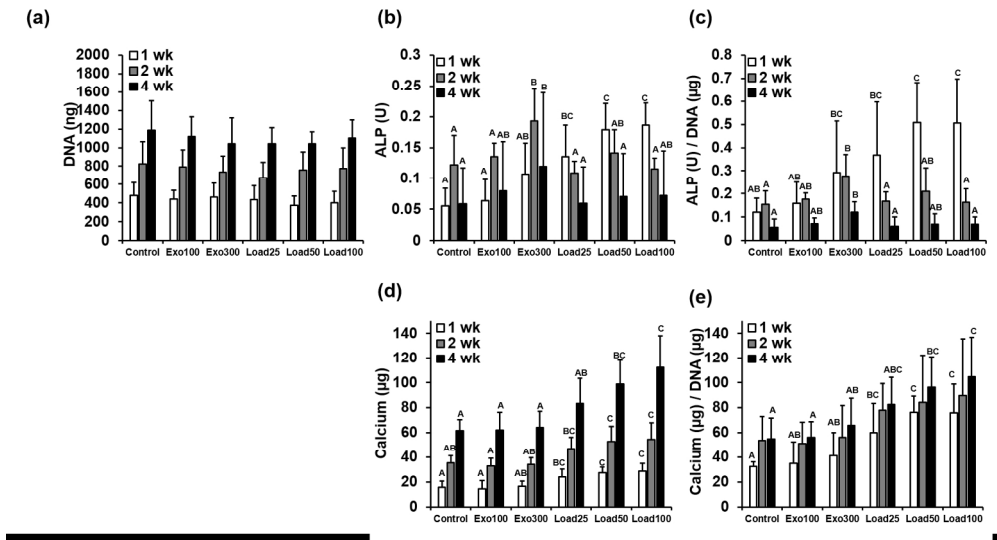 (a)
DNA (ng)
2000
1800
1600
1400
1200
1000
800
600
400
200
0
1 wk
2 wk
4 wk
Control Exo100 Exo300 Load25 Load50 Load100
(b)
ALP (U)
0.3
0.25
0.2
0.15
0.1
0.05
0
1 wk
2 wk
4 wk
A A A A AB AB AB B B BC A A C A A C A AB
Control Exo100 Exo300 Load25 Load50 Load100
(c)
ALP (U) / DNA (µg)
0.8
0.7
0.6
0.5
0.4
0.3
0.2
0.1
0
1 wk
2 wk
4 wk
AB A A AB AB AB BC B B BC A A C AB AB C A A
Control Exo100 Exo300 Load25 Load50 Load100
(d)
Calcium (µg)
140
120
100
80
60
40
20
0
1 wk
2 wk
4 wk
A AB A A A A AB AB A BC BC AB C C BC C C C
Control Exo100 Exo300 Load25 Load50 Load100
(e)
Calcium (µg) / DNA (µg)
140
120
100
80
60
40
20
0
1 wk
2 wk
4 wk
A A AB A AB AB BC ABC C BC C C
Control Exo100 Exo300 Load25 Load50 Load100